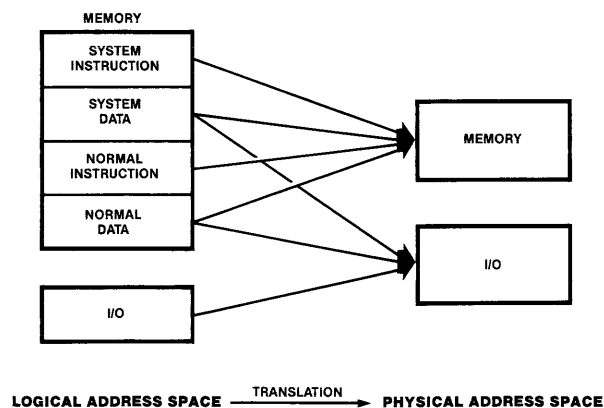 MEMORY
SYSTEM
INSTRUCTION
SYSTEM
DATA
NORMAL
INSTRUCTION
NORMAL
DATA
I/O
MEMORY
I/O
LOGICAL ADDRESS SPACE TRANSLATION PHYSICAL ADDRESS SPACE